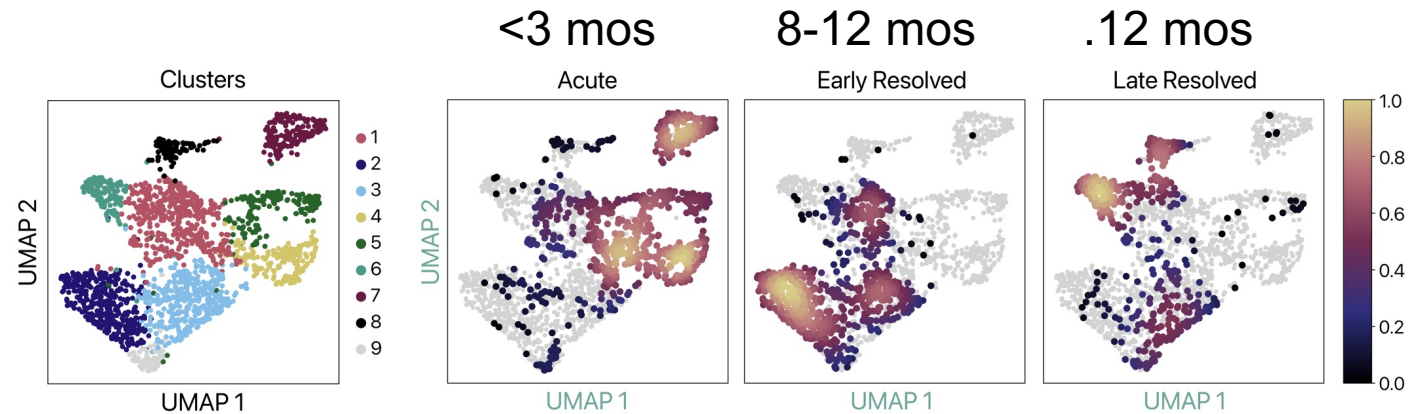 <3 mos
8-12 mos
.12 mos
Clusters
Acute
Early Resolved
Late Resolved
UMAP 2
UMAP 1
1
2
3
4
5
6
7
8
9
UMAP 2
UMAP 1
UMAP 1
UMAP 1
1.0
0.8
0.6
0.4
0.2
0.0